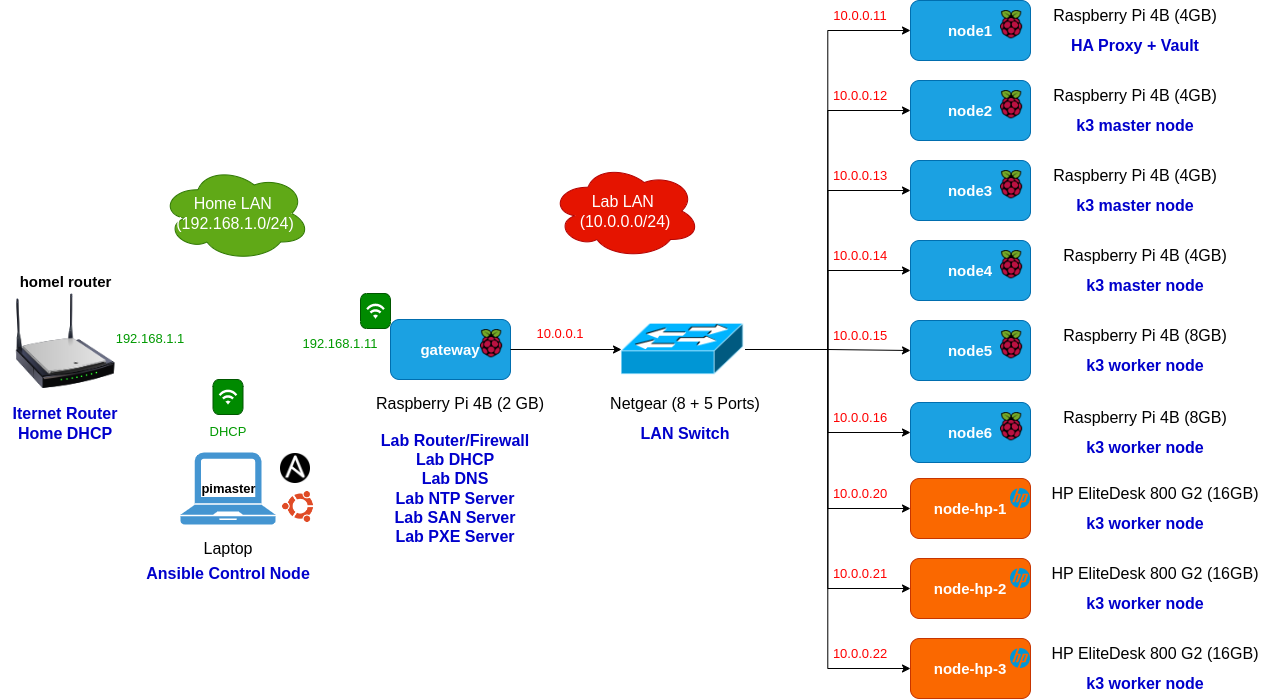 Home LAN
(192.168.1.0/24)
homel router
192.168.1.1
Iternet Router
Home DHCP
DHCP
pimaster
Laptop
Ansible Control Node
192.168.1.11
gateway
Raspberry Pi 4B (2 GB)
Lab Router/Firewall
Lab DHCP
Lab DNS
Lab NTP Server
Lab SAN Server
Lab PXE Server
Lab LAN
(10.0.0.0/24)
10.0.0.1
Netgear (8 + 5 Ports)
LAN Switch
10.0.0.11
node1
Raspberry Pi 4B (4GB)
HA Proxy + Vault
10.0.0.12
node2
Raspberry Pi 4B (4GB)
k3 master node
10.0.0.13
node3
Raspberry Pi 4B (4GB)
k3 master node
10.0.0.14
node4
Raspberry Pi 4B (4GB)
k3 master node
10.0.0.15
node5
Raspberry Pi 4B (8GB)
k3 worker node
10.0.0.16
node6
Raspberry Pi 4B (8GB)
k3 worker node
10.0.0.20
node-hp-1
hp
HP EliteDesk 800 G2 (16GB)
k3 worker node
10.0.0.21
node-hp-2
hp
HP EliteDesk 800 G2 (16GB)
k3 worker node
10.0.0.22
node-hp-3
hp
HP EliteDesk 800 G2 (16GB)
k3 worker node